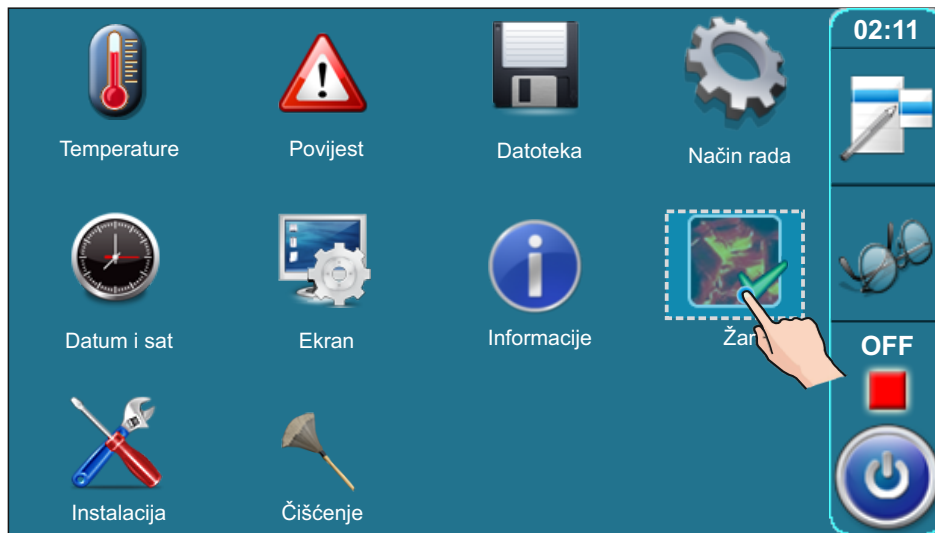 02:11
Temperature
Povijest
Datoteka
Način rada
Datum i sat
Ekran
Informacije
OFF
Instalacija
Čišćenje